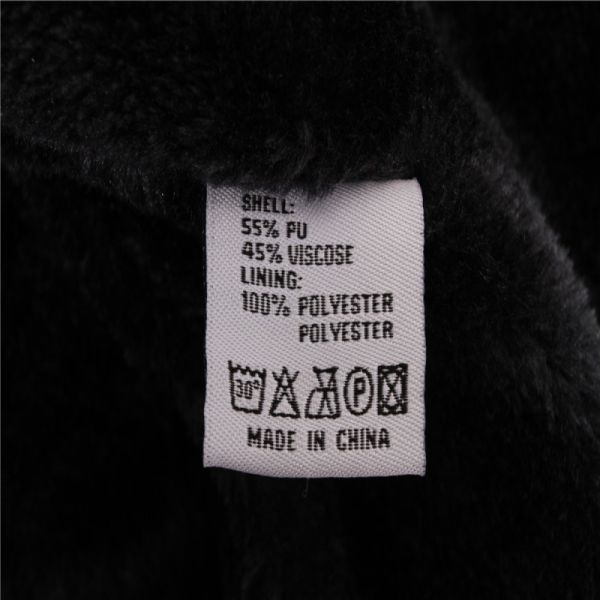 SHELL:
55% PU
45% VISCOSE
LINING:
100% POLYESTER
POLYESTER
30° P
MADE IN CHINA